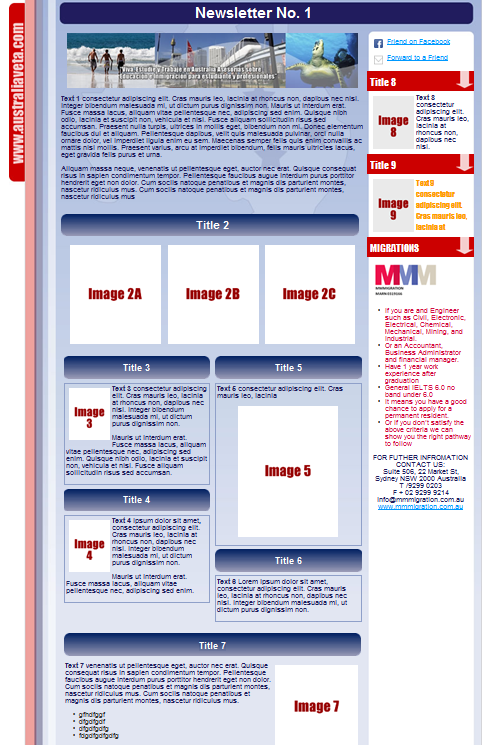 Newsletter No. 1
www.australiaveta.com
"Viva Estudie y Trabaje en Australia Asesorías sobre
Educación e Inmigración para estudiante y profesionales"
Text 1 consectetur adipiscing elit. Cras mauris leo, lacinia at rhoncus non, dapibus nec nisl.
Integer bibendum malesuada mi, ut dictum purus dignissim non. Mauris ut interdum erat.
Fusce massa lacus, aliquam vitae pellentesque nec, adipiscing sed enim. Quisque nibh
odio, lacinia et suscipit non, vehicula et nisl. Fusce aliquam sollicitudin risus sed
accumsan. Praesent nulla turpis, ultrices in mollis eget, bibendum non mi. Donec elementum
faucibus dui et aliquam. Pellentesque dapibus, velit quis malesuada pulvinar, orci nulla
ornare dolor, vel imperdiet ligula enim eu sem. Maecenas semper felis quis enim convallis ac
mattis nisi mollis. Praesent varius, arcu at imperdiet bibendum, felis mauris ultricies lacus,
eget gravida felis purus et urna.
Aliquam massa neque, venenatis ut pellentesque eget, auctor nec erat. Quisque consequat
risus in sapien condimentum tempor. Pellentesque faucibus augue interdum purus porttitor
hendrerit eget non dolor. Cum sociis natoque penatibus et magnis dis parturient montes,
nascetur ridiculus mus. Cum sociis natoque penatibus et magnis dis parturient montes,
nascetur ridiculus mus
Title 2
Image 2A
Image 2B
Image 2C
Title 3
Image
3
Text 3 consectetur adipiscing
elit. Cras mauris leo, lacinia
at rhoncus non, dapibus nec
nisl. Integer bibendum
malesuada mi, ut dictum
purus dignissim non.
Mauris ut interdum erat.
Fusce massa lacus, aliquam
vitae pellentesque nec, adipiscing sed
enim. Quisque nibh odio, lacinia et suscipit
non, vehicula et nisl. Fusce aliquam
sollicitudin risus sed accumsan.
Title 4
Image
4
Text 4 ipsum dolor sit amet,
consectetur adipiscing elit.
Cras mauris leo, lacinia at
rhoncus non, dapibus nec
nisl. Integer bibendum
malesuada mi, ut dictum
purus dignissim non.
Mauris ut interdum erat.
Fusce massa lacus, aliquam vitae
pellentesque nec, adipiscing sed enim.
Title 5
Text 5 consectetur adipiscing elit. Cras
mauris leo, lacinia
Image 5
Title 6
Text 6 Lorem ipsum dolor sit amet,
consectetur adipiscing elit. Cras mauris
leo, lacinia at rhoncus non, dapibus nec
nisl. Integer bibendum malesuada mi, ut
dictum purus dignissim non.
Title 7
Text 7 venenatis ut pellentesque eget, auctor nec erat. Quisque
consequat risus in sapien condimentum tempor. Pellentesque
faucibus augue interdum purus porttitor hendrerit eget non dolor.
Cum sociis natoque penatibus et magnis dis parturient montes,
nascetur ridiculus mus. Cum sociis natoque penatibus et
magnis dis parturient montes, nascetur ridiculus mus.
• gfhdfggf
• dfgdfgdf
• dfgdfgdfg
• fdgdfgdfgdfg
Image 7
Friend on Facebook
Forward to a Friend
Title 8
Image
8
Text 8
consectetur
adipiscing elit.
Cras mauris leo,
lacinia at
rhoncus non,
dapibus nec
nisl.
Title 9
Image
9
Text 9
consectetur
adipiscing elit.
Cras mauris leo,
lacinia at
MIGRATIONS
MMM
MMMIGRATION
• If you are and Engineer
such as Civil, Electronic,
Electrical, Chemical,
Mechanical, Mining, and
Industrial.
• Or an Accountant,
Business Administrator
and financial manager.
• Have 1 year work
experience after
graduation
• General IELTS 6.0 no
band under 6.0
• It means you have a good
chance to apply for a
permanent resident.
• Or if you don't satisfy the
above criteria we can
show you the right pathway
to follow
FOR FUTHER INFROMATION
CONTACT US:
Suite 506, 22 Market St,
Sydney NSW 2000 Australia
T /9299 0203
F + 02 9299 9214
info@mmmigration.com.au
www.mmmigration.com.au